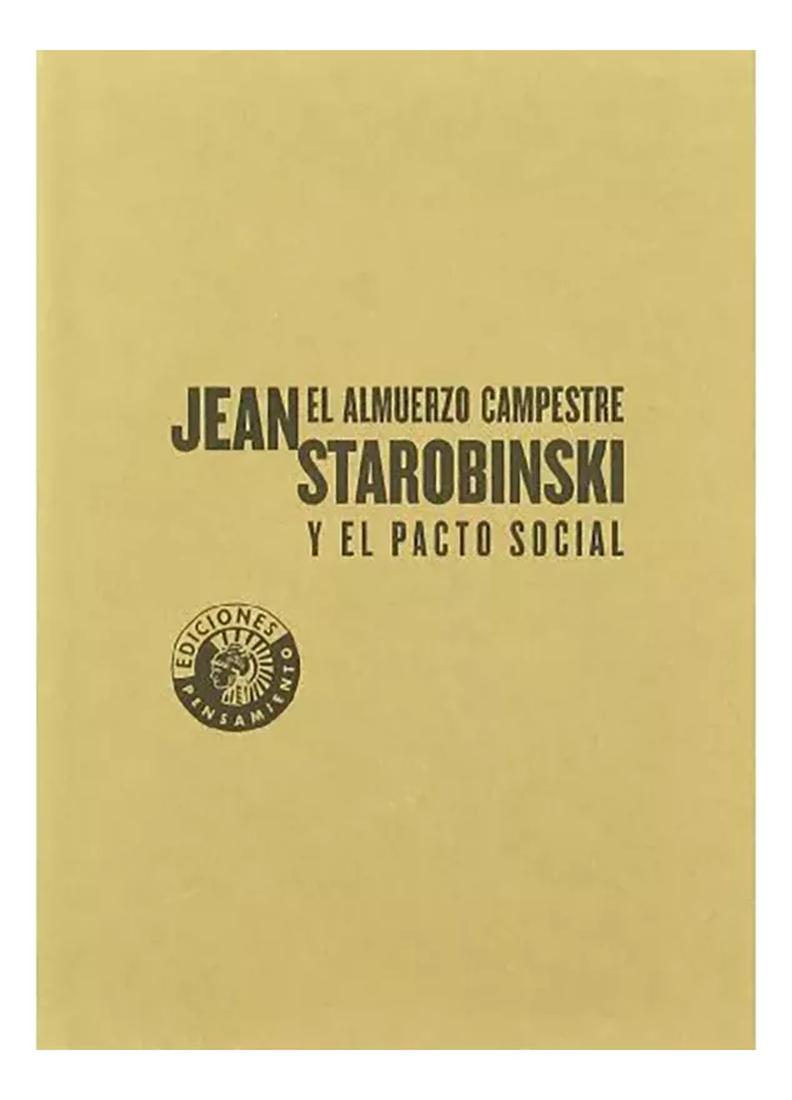 JEAN EL ALMUERZO CAMPESTRE
STAROBINSKI
Y EL PACTO SOCIAL
EDICIONES
PENSAMIENTO